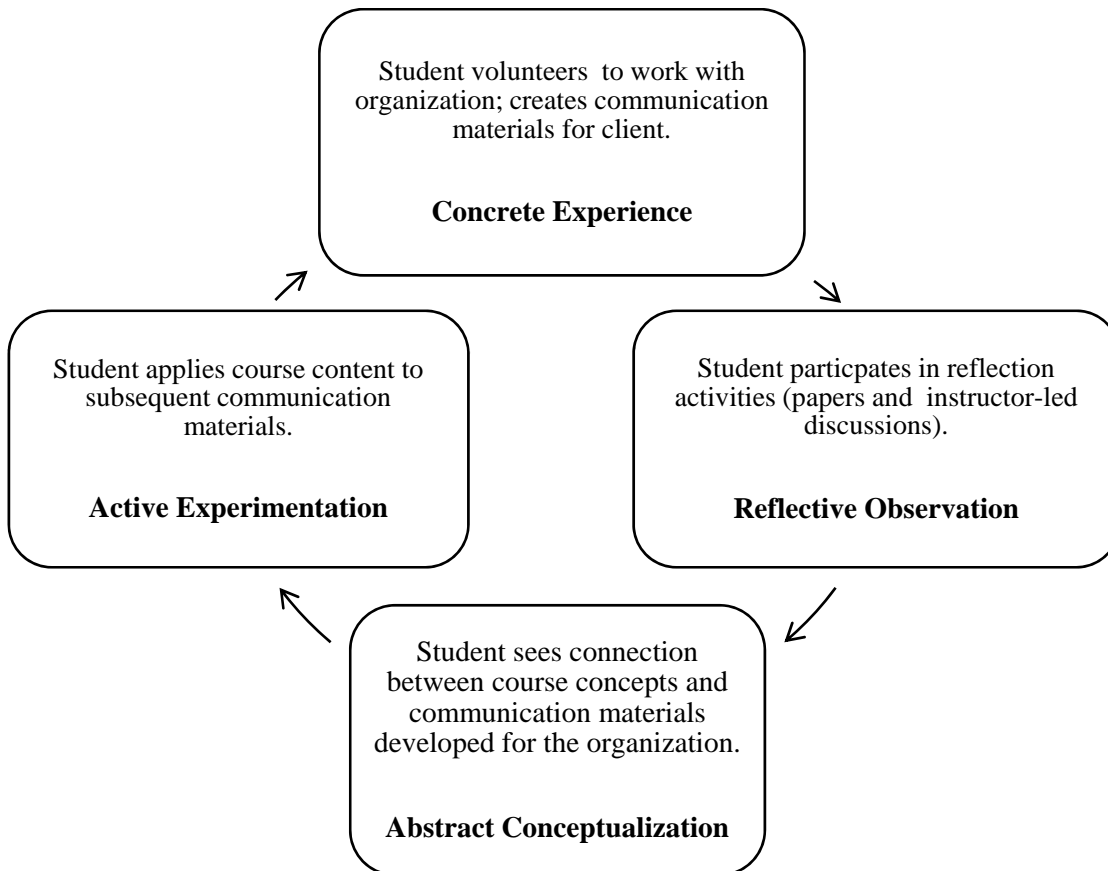 Student volunteers  to work with
organization; creates communication
materials for client.
Concrete Experience
Student applies course content to
subsequent communication
materials.
Active Experimentation
Student particpates in reflection
activities (papers and  instructor-led
discussions).
Reflective Observation
Student sees connection
between course concepts and
communication materials
developed for the organization.
Abstract Conceptualization